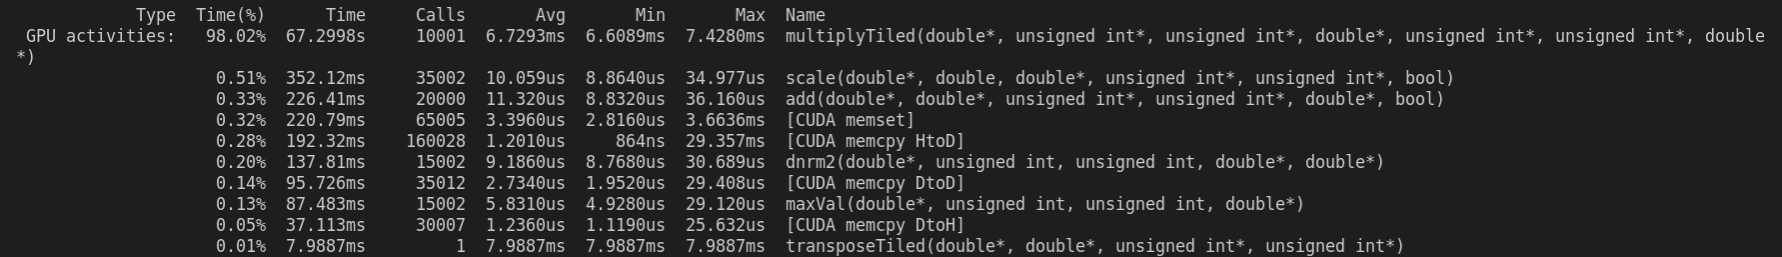 Type  Time(%)      Time     Calls       Avg       Min       Max  Name
GPU activities:   98.02%  67.2998s     10001  6.7293ms  6.6089ms  7.4280ms  multiplyTiled(double*, unsigned int*, unsigned int*, double*, unsigned int*, unsigned int*, double
*)
0.51%  352.12ms     35002  10.059us  8.8640us  34.977us  scale(double*, double, double*, unsigned int*, unsigned int*, bool)
0.33%  226.41ms     20000  11.320us  8.8320us  36.160us  add(double*, double*, unsigned int*, unsigned int*, double*, bool)
0.32%  220.79ms     65005  3.3960us  2.8160us  3.6636ms  [CUDA memset]
0.28%  192.32ms    160028  1.2010us     864ns  29.357ms  [CUDA memcpy HtoD]
0.20%  137.81ms     15002  9.1860us  8.7680us  30.689us  dnrm2(double*, unsigned int, unsigned int, double*, double*)
0.14%  95.726ms     35012  2.7340us  1.9520us  29.408us  [CUDA memcpy DtoD]
0.13%  87.483ms     15002  5.8310us  4.9280us  29.120us  maxVal(double*, unsigned int, unsigned int, double*)
0.05%  37.113ms     30007  1.2360us  1.1190us  25.632us  [CUDA memcpy DtoH]
0.01%  7.9887ms         1  7.9887ms  7.9887ms  7.9887ms  transposeTiled(double*, double*, unsigned int*, unsigned int*)